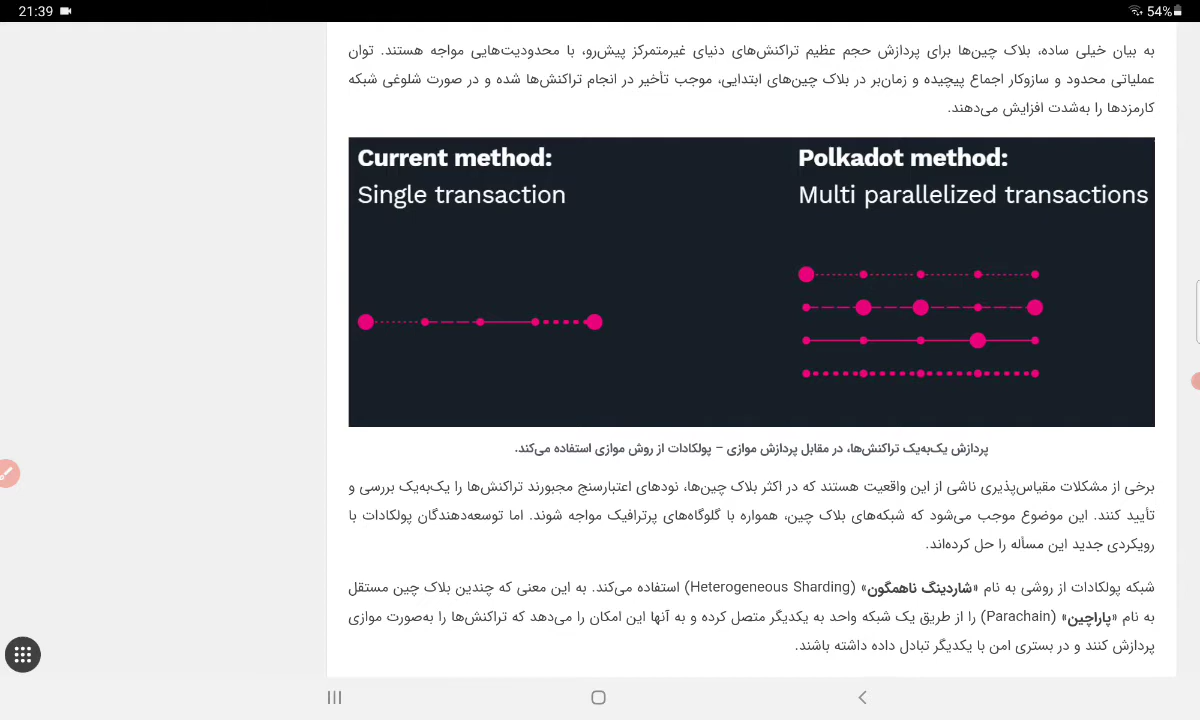 21:39
54%
به بیان خیلی ساده، بلاک چین‌ها برای پردازش حجم عظیم تراکنش‌های دنیای غیرمتمرکز پیش‌رو، با محدودیت‌هایی مواجه هستند. توان
عملیاتی محدود و سازوکار اجماع پیچیده و زمان‌بر در بلاک چین‌های ابتدایی، موجب تأخیر در انجام تراکنش‌ها شده و در صورت شلوغی شبکه
کارمزدها را به‌شدت افزایش می‌دهند.
Current method:
Single transaction
Polkadot method:
Multi parallelized transactions
پردازش یک‌به‌یک تراکنش‌ها، در مقابل پردازش موازی – پولکادات از روش موازی استفاده می‌کند.
برخی از مشکلات مقیاس‌پذیری ناشی از این واقعیت هستند که در اکثر بلاک چین‌ها، نودهای اعتبارسنج مجبورند تراکنش‌ها را یک‌به‌یک بررسی و
تأیید کنند. این موضوع موجب می‌شود که شبکه‌های بلاک چین، همواره با گلوگاه‌های پرترافیک مواجه شوند. اما توسعه‌دهندگان پولکادات با
رویکردی جدید این مسأله را حل کرده‌اند.
شبکه پولکادات از روشی به نام «شاردینگ ناهمگون» (Heterogeneous Sharding) استفاده می‌کند. به این معنی که چندین بلاک چین مستقل
به نام «پاراچین» (Parachain) را از طریق یک شبکه واحد به یکدیگر متصل کرده و به آنها این امکان را می‌دهد که تراکنش‌ها را به‌صورت موازی
پردازش کنند و در بستری امن با یکدیگر تبادل داده داشته باشند.